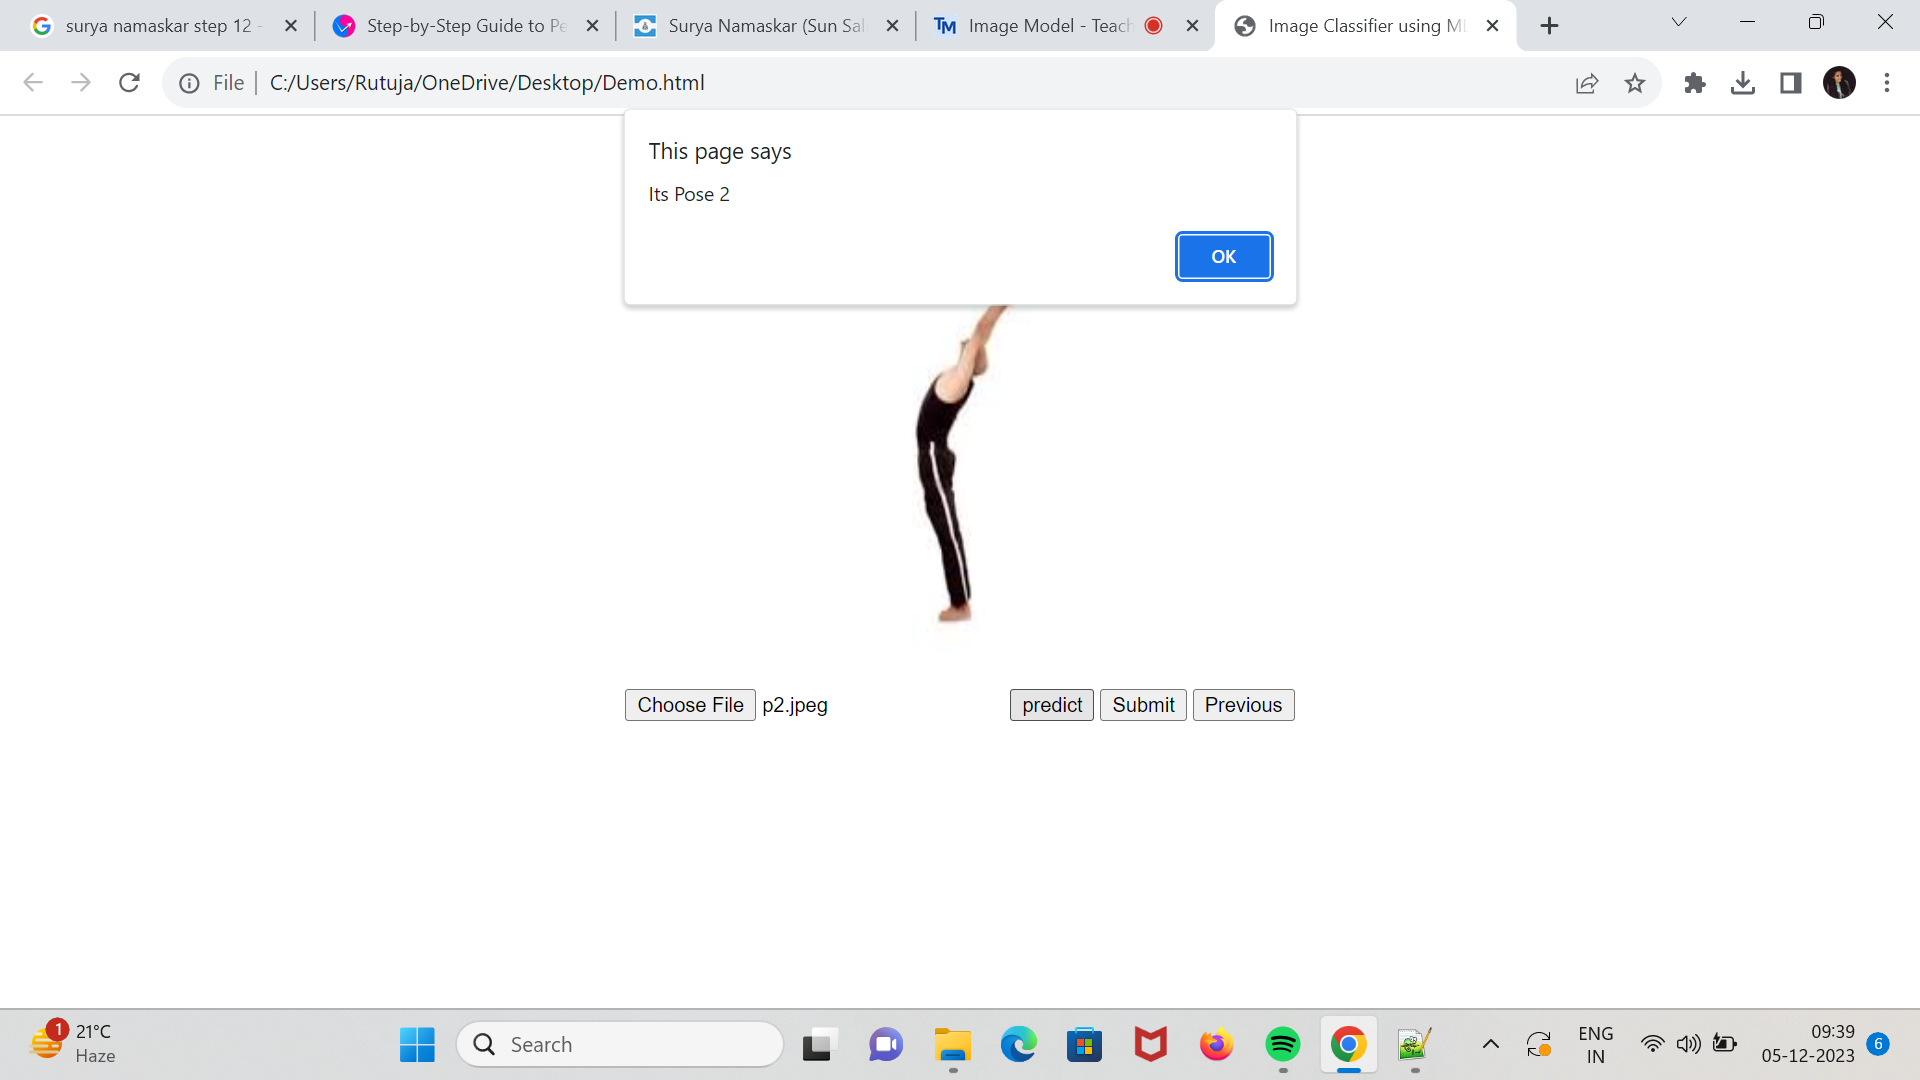 surya namaskar step 12 -
Step-by-Step Guide to Pe
Surya Namaskar (Sun Sal
TM Image Model - Teach
Image Classifier using Ml
File C:/Users/Rutuja/OneDrive/Desktop/Demo.html
This page says
Its Pose 2
OK
Choose File p2.jpeg predict Submit Previous
1 21°C
Haze
Search
ENG
IN
09:39
05-12-2023
6